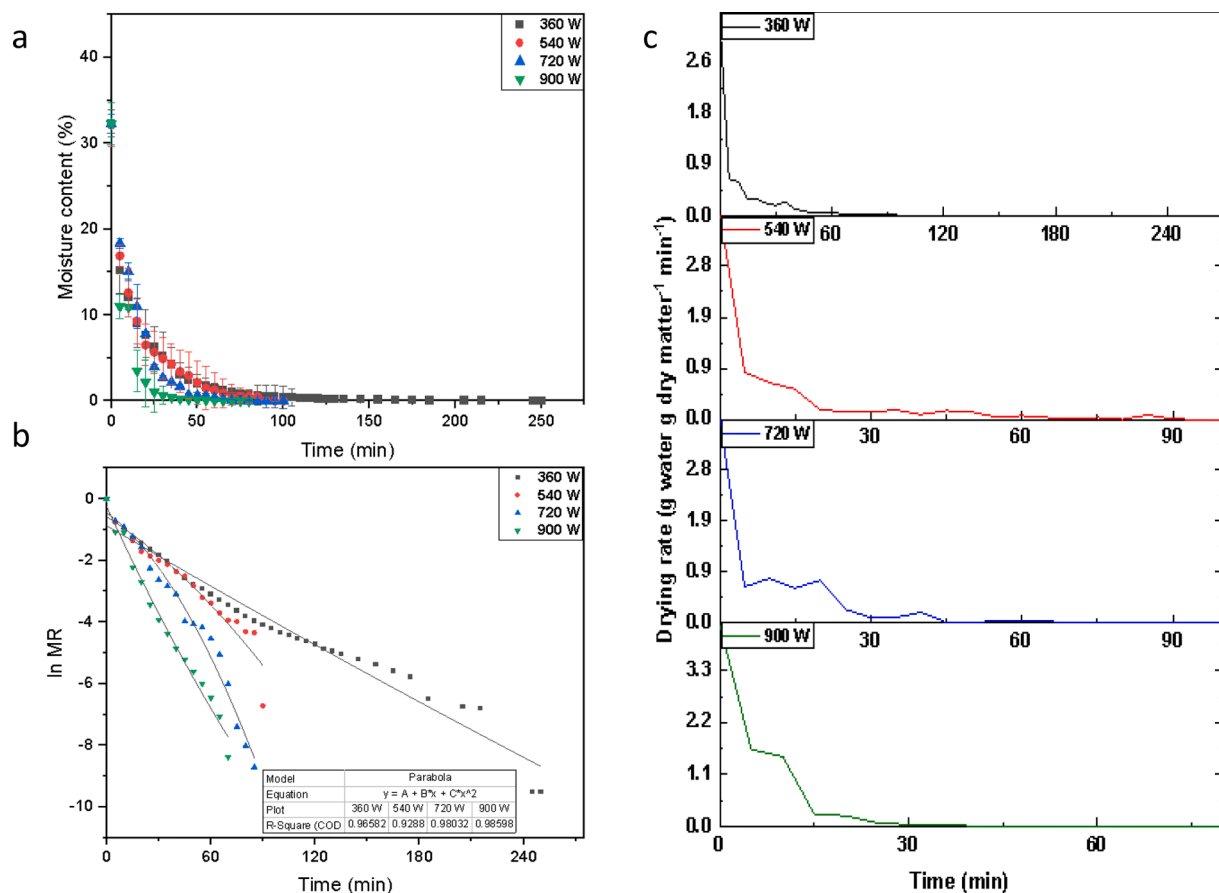 a
45
30
15
0
Moisture content (%)
360 W
540 W
720 W
900 W
0
50
100
150
200
250
Time (min)
b
0
-2
-4
-6
-8
-10
ln MR
360 W
540 W
720 W
900 W
Model Parabola
Equation y = A + B*x + C*x^2
Plot 360 W 540 W 720 W 900 W
R-Square (COD 0.96582 0.9288 0.98032 0.98598
0
60
120
180
240
Time (min)
c
Drying rate (g water g dry matter⁻¹ min⁻¹)
360 W
2.6
1.8
0.9
0.0
60
120
180
240
540 W
2.8
1.9
0.9
0.0
30
60
90
720 W
2.8
1.9
0.9
0.0
30
60
90
900 W
3.3
2.2
1.1
0.0
0
30
60
Time (min)